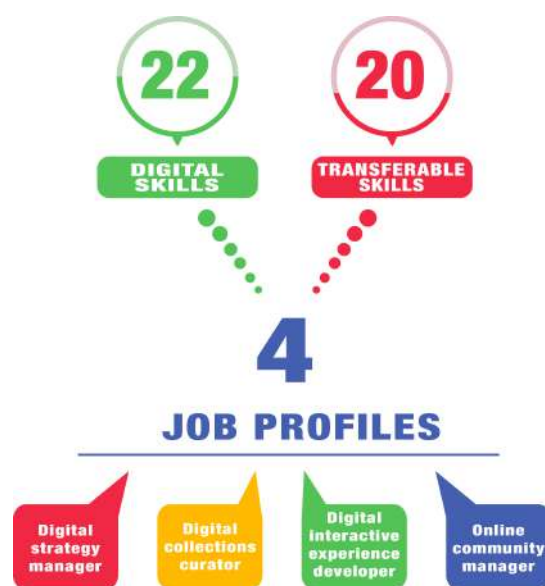 22
20
DIGITAL
SKILLS
TRANSFERABLE
SKILLS
4
JOB PROFILES
Digital
strategy
manager
Digital
collections
curator
Digital
interactive
experience
developer
Online
community
manager